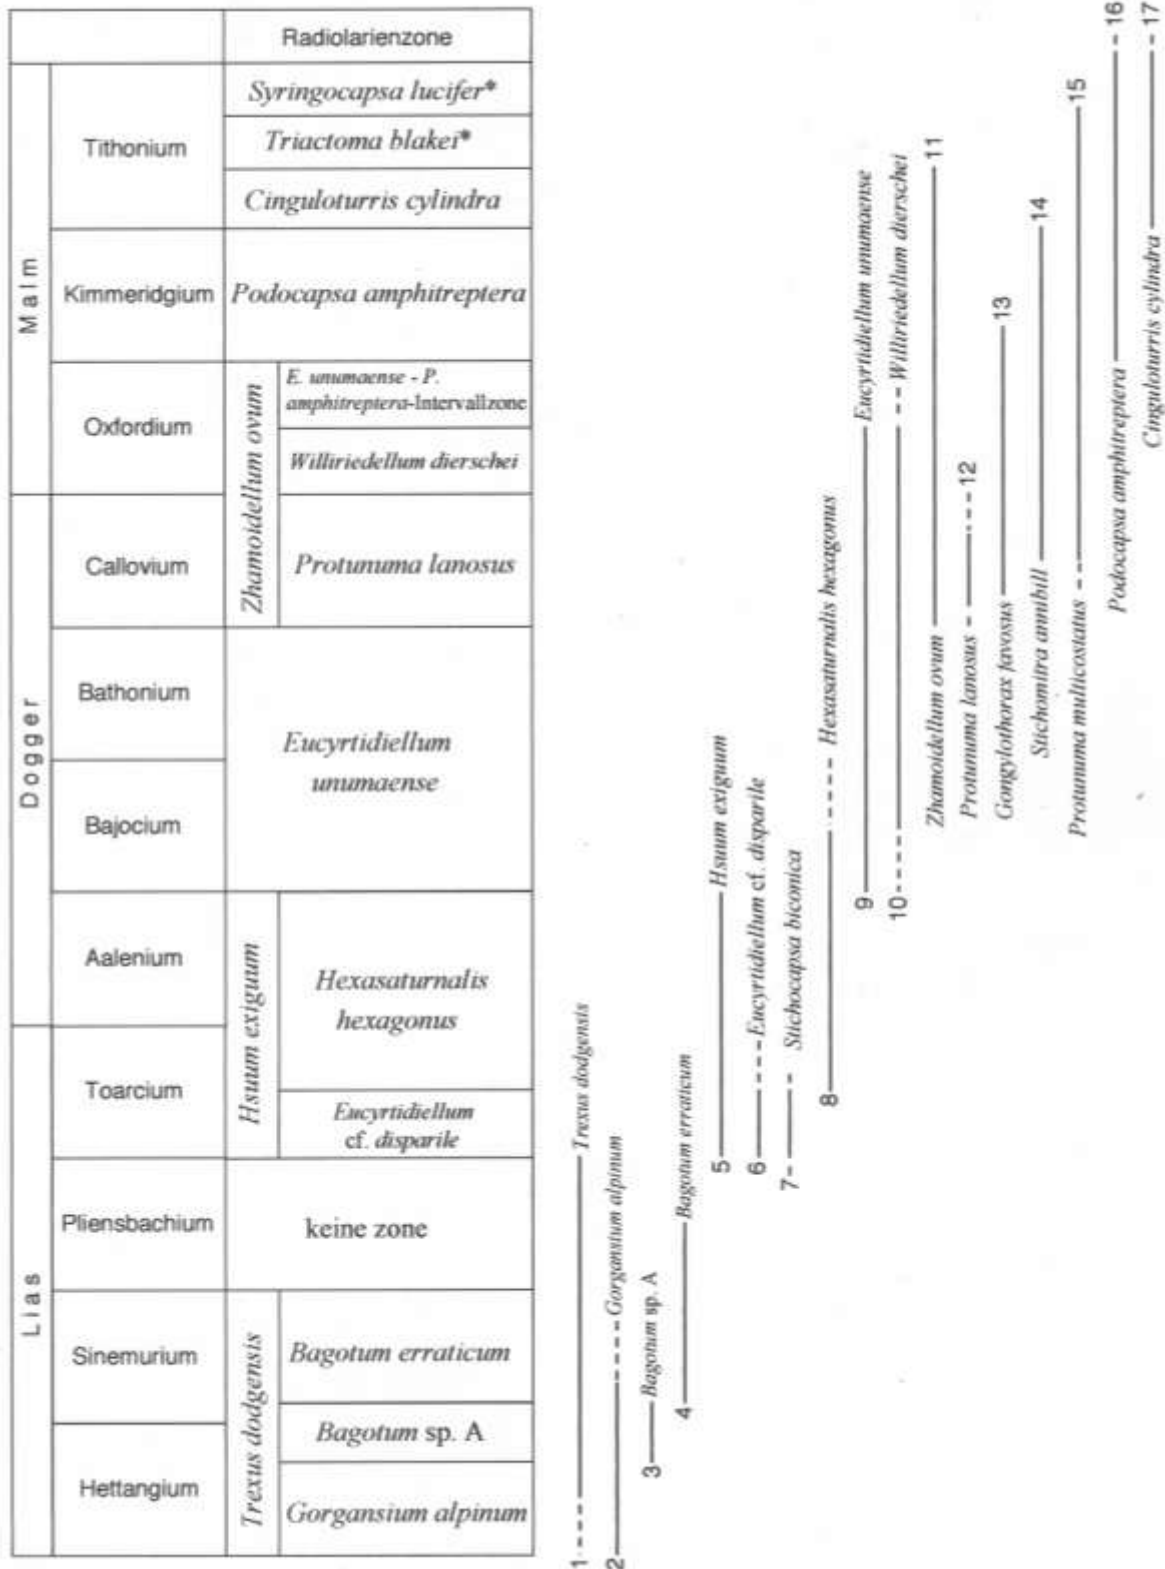 Radiolarienzone
Malm
Tithonium
Syringocapsa lucifer*
Triactoma blakei*
Cinguloturris cylindra
Kimmeridgium
Podocapsa amphitreptera
Oxfordium
Zhamoidellum ovum
E. unumaense - P.
amphitreptera-Intervallzone
Williriedellum dierschei
Dogger
Callovium
Protunuma lanosus
Bathonium
Eucyrtidiellum
unumaense
Bajocium
Aalenium
Hsuum exiguum
Hexasaturnalis
hexagonus
Lias
Toarcium
Eucyrtidiellum
cf. disparile
Pliensbachium
keine zone
Sinemurium
Trexus dodgensis
Bagotum erraticum
Bagotum sp. A
Hettangium
Gorgansium alpinum
1 Trexus dodgensis
2 Gorgansium alpinum
3 Bagotum sp. A
4 Bagotum erraticum
5 Hsuum exiguum
6 Eucyrtidiellum cf. disparile
7 Stichocapsa biconica
8 Hexasaturnalis hexagonus
9 Eucyrtidiellum unumaense
10 Williriedellum dierschei
Zhamoidellum ovum 11
Protunuma lanosus 12
Gongylothorax favosus 13
Stichomitra annibill 14
Protunuma multicostatus 15
Podocapsa amphitreptera 16
Cinguloturris cylindra 17